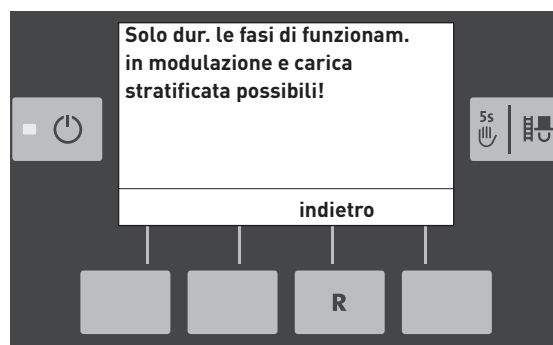 Solo dur. le fasi di funzionam.
in modulazione e carica
stratificata possibili!
5s
indietro
R